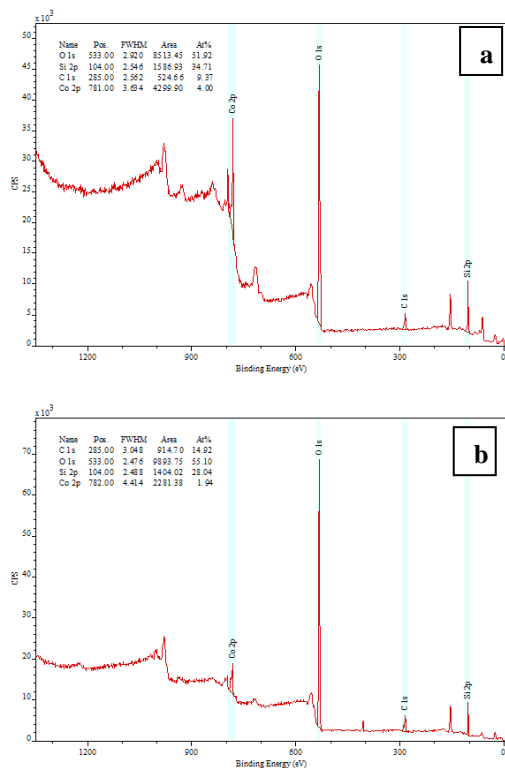 x 10³
a
Name Pos. FWHM Area At%
O 1s 533.00 2.920 8513.45 51.92
Si 2p 104.00 2.546 1586.93 34.71
C 1s 285.00 2.562 524.66 9.37
Co 2p 781.00 3.634 4299.90 4.00
50
45
40
35
30
25
20
15
10
5
0
CPS
Co 2p
O 1s
C 1s
Si 2p
1200 900 600 300 0
Binding Energy (eV)
x 10³
b
Name Pos. FWHM Area At%
C 1s 285.00 3.048 914.70 14.92
O 1s 533.00 2.476 9893.75 55.10
Si 2p 104.00 2.488 1404.02 28.04
Co 2p 782.00 4.414 2281.38 1.94
70
60
50
40
30
20
10
0
CPS
Co 2p
O 1s
C 1s
Si 2p
1200 900 600 300 0
Binding Energy (eV)